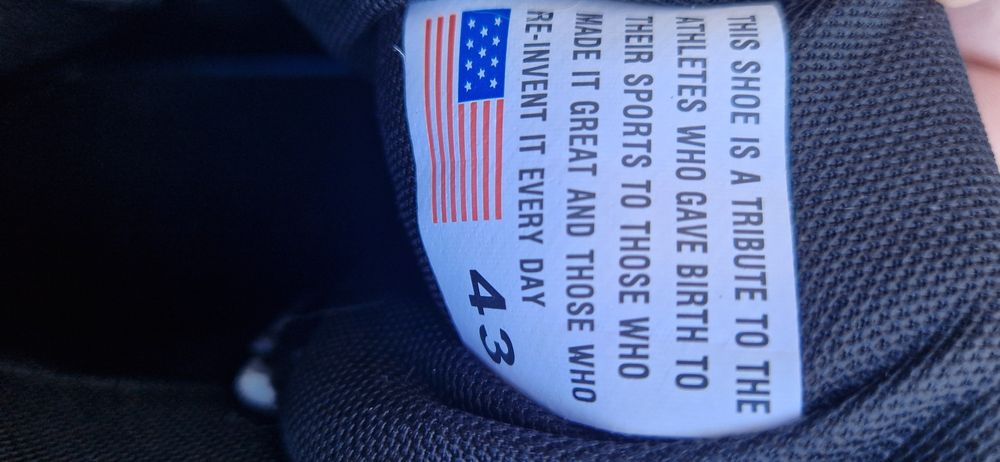 THIS SHOE IS A TRIBUTE TO THE
ATHLETES WHO GAVE BIRTH TO
THEIR SPORTS TO THOSE WHO
MADE IT GREAT AND THOSE WHO
RE-INVENT IT EVERY DAY
43